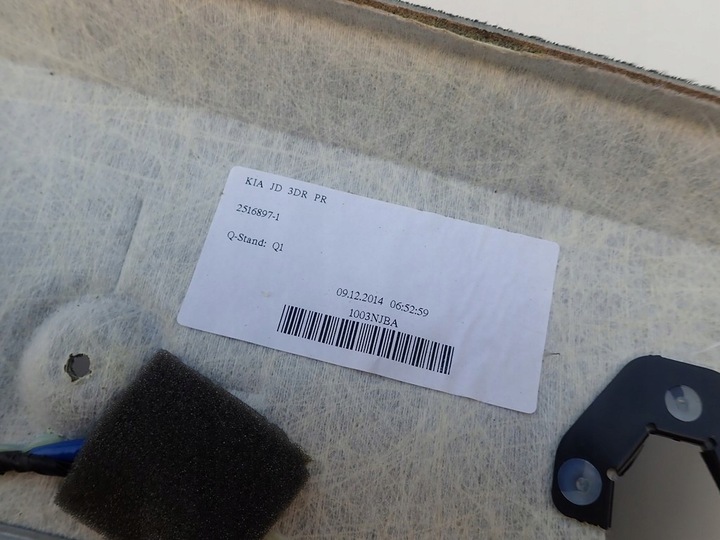 KIA JD 3DR PR
2516897-1
Q-Stand: Q1
09.12.2014 06:52:59
1003NJBA